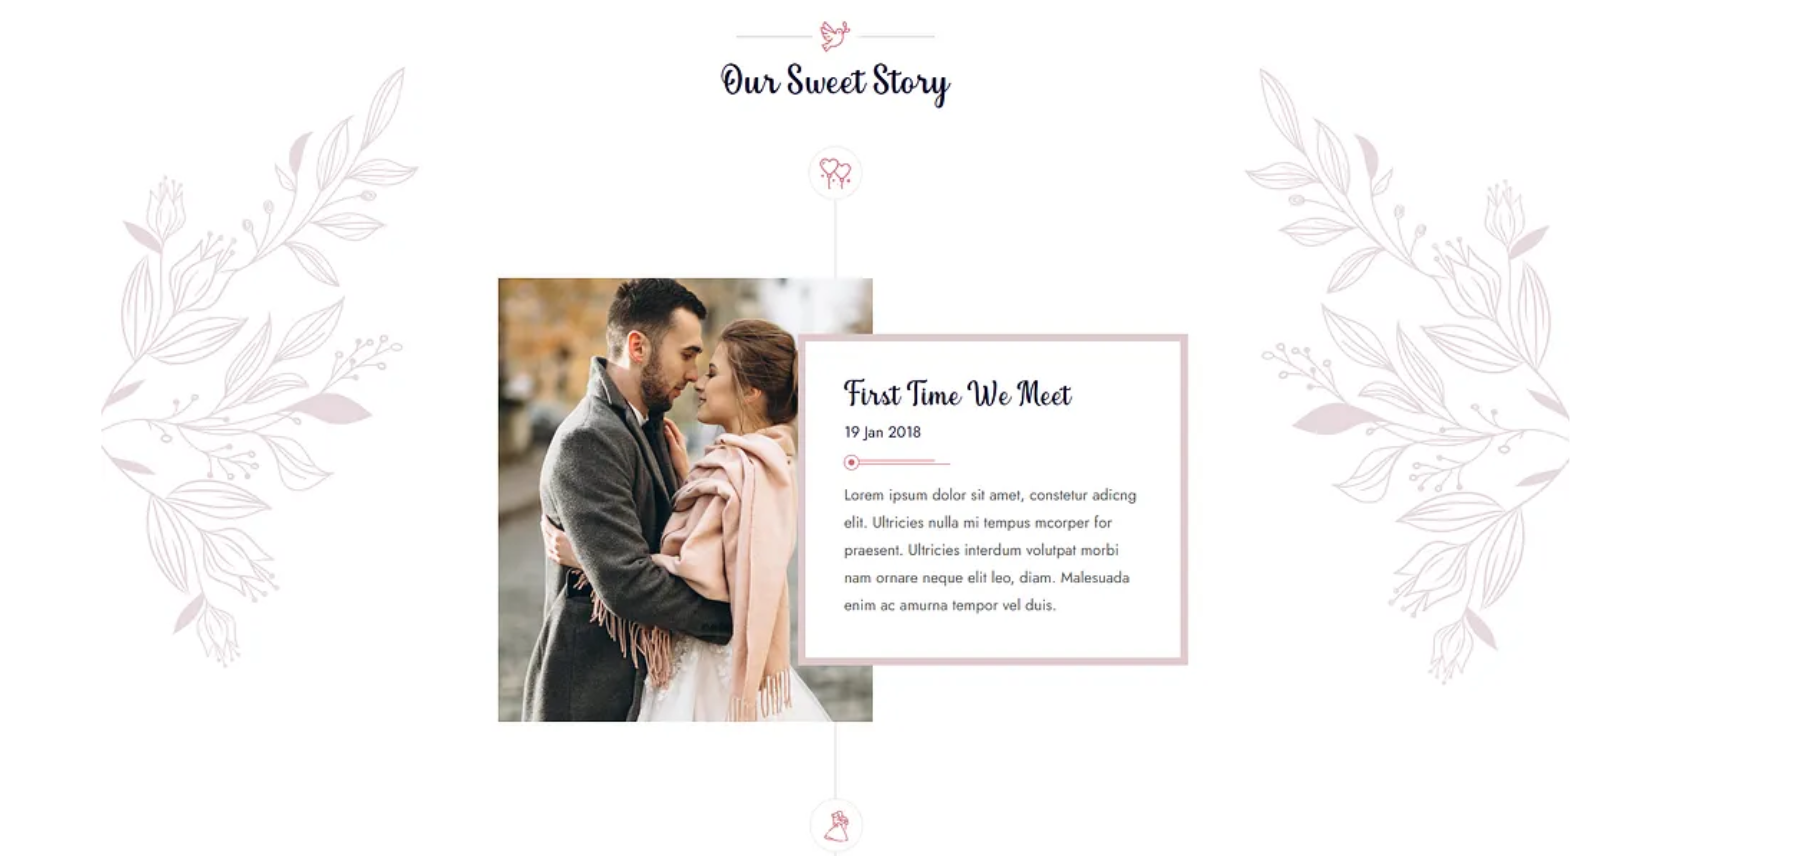 Our Sweet Story
First Time We Meet
19 Jan 2018
Lorem ipsum dolor sit amet, constetur adicng
elit. Ultricies nulla mi tempus mcorper for
praesent. Ultricies interdum volutpat morbi
nam ornare neque elit leo, diam. Malesuada
enim ac amurna tempor vel duis.